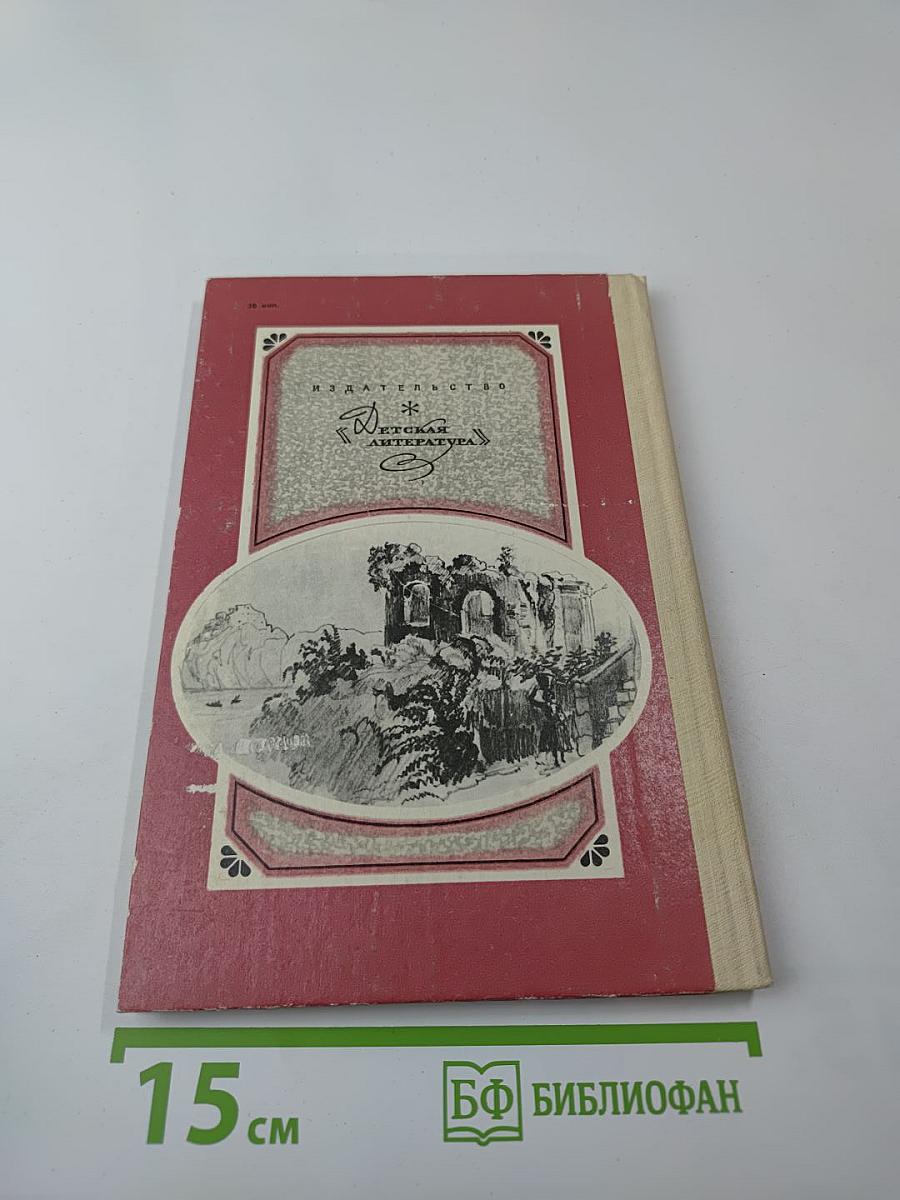 ИЗДАТЕЛЬСТВО
«ДЕТСКАЯ
ЛИТЕРАТУРА»
15 см
БФ БИБЛИОФАН